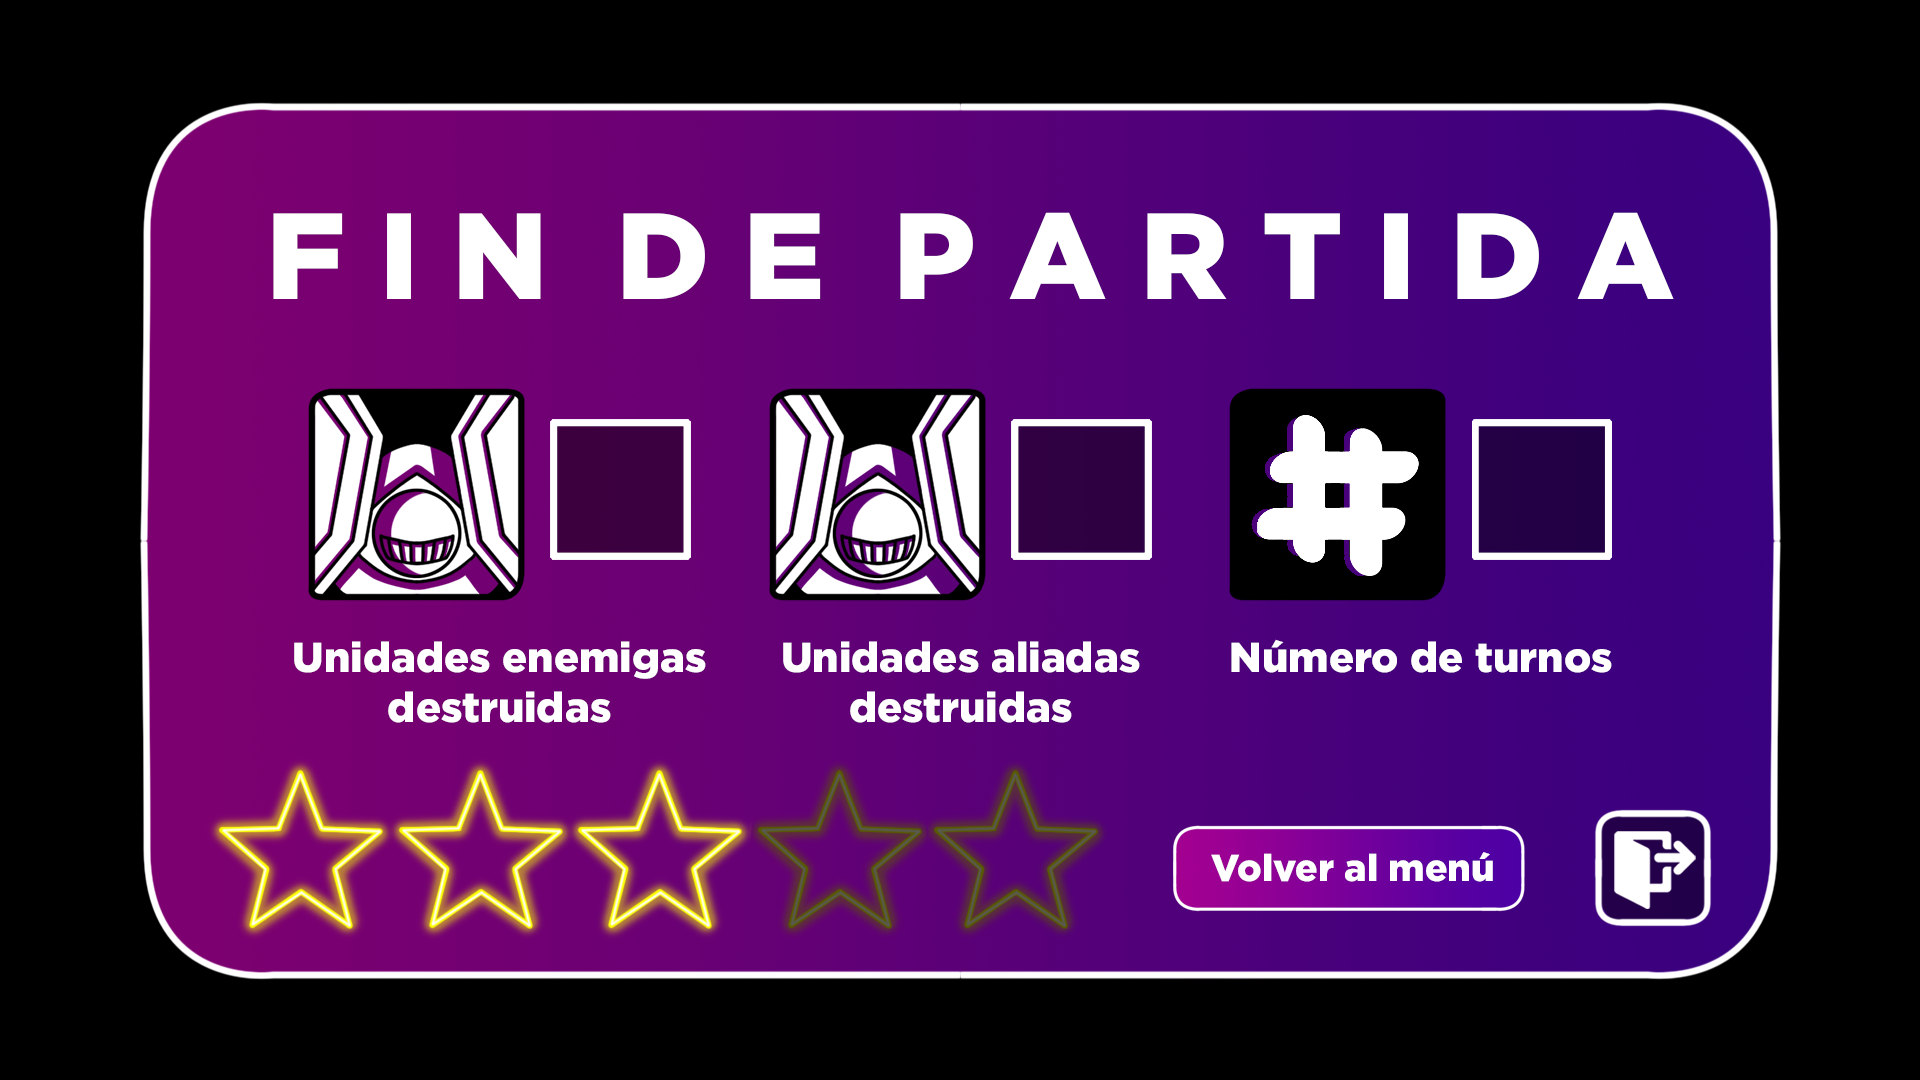 FIN DE PARTIDA
#
Unidades enemigas
destruidas
Unidades aliadas
destruidas
Número de turnos
Volver al menú